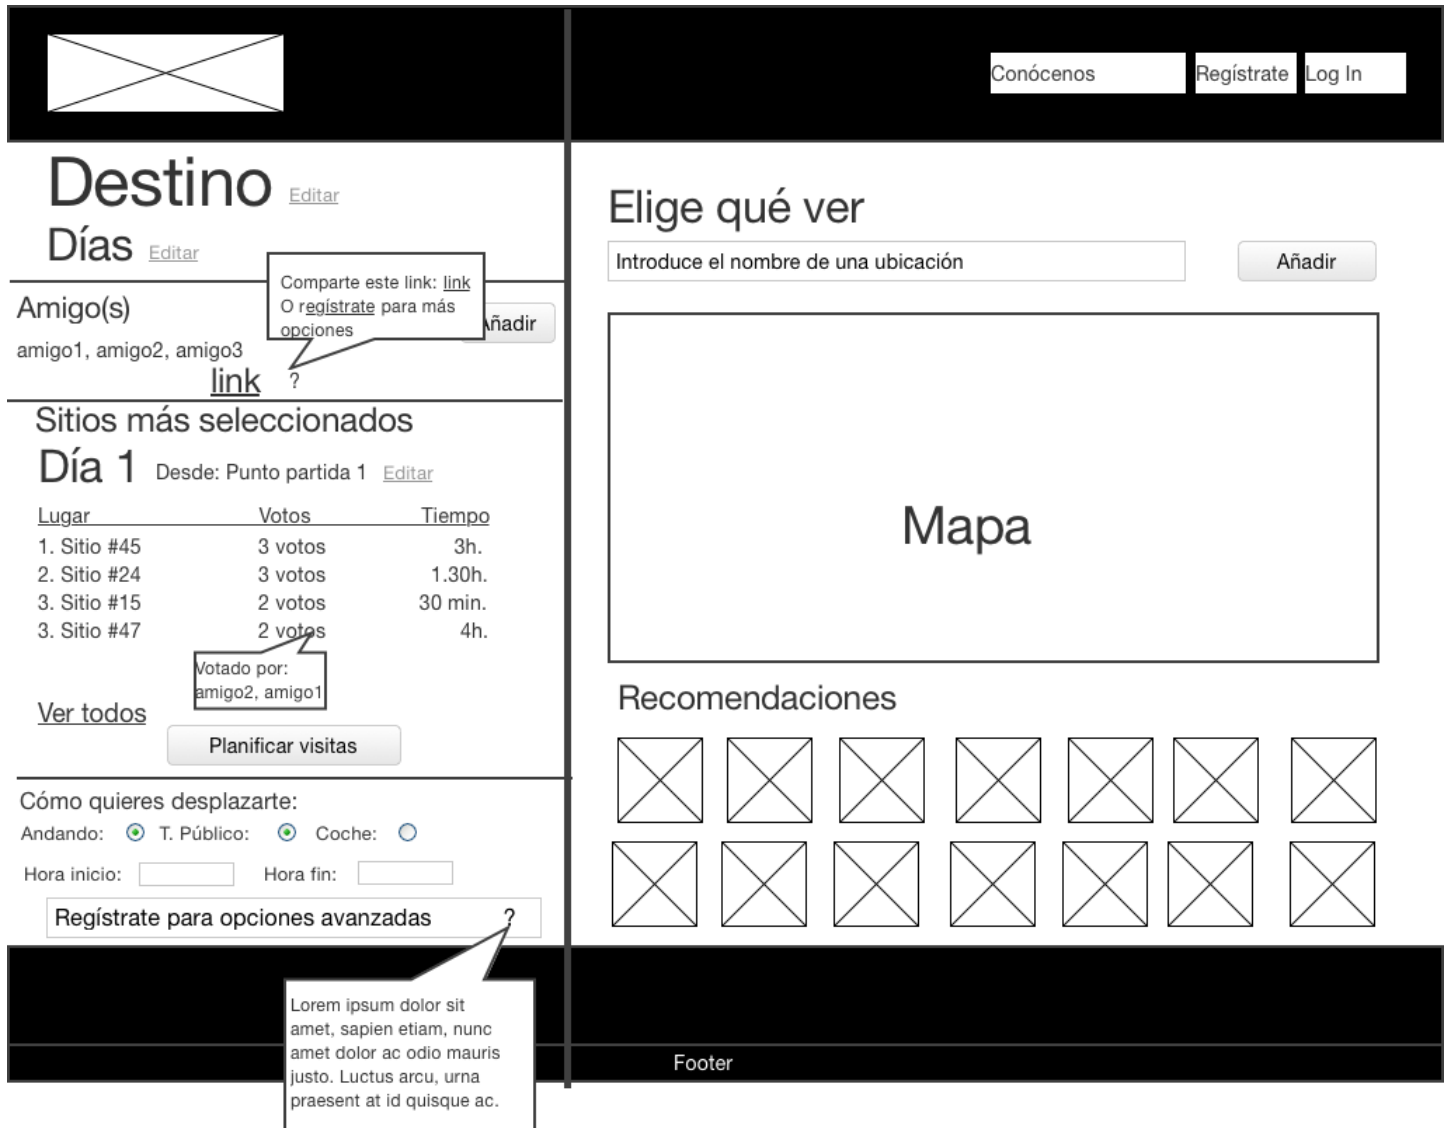 Conócenos
Regístrate
Log In
Destino Editar
Días Editar
Comparte este link: link
O regístrate para más
opciones
Amigo(s)
Añadir
amigo1, amigo2, amigo3
link ?
Sitios más seleccionados
Día 1 Desde: Punto partida 1 Editar
Lugar Votos Tiempo
1. Sitio #45 3 votos 3h.
2. Sitio #24 3 votos 1.30h.
3. Sitio #15 2 votos 30 min.
3. Sitio #47 2 votos 4h.
Votado por:
amigo2, amigo1
Ver todos
Planificar visitas
Cómo quieres desplazarte:
Andando: T. Público: Coche:
Hora inicio: Hora fin:
Regístrate para opciones avanzadas ?
Lorem ipsum dolor sit
amet, sapien etiam, nunc
amet dolor ac odio mauris
justo. Luctus arcu, urna
praesent at id quisque ac.
Elige qué ver
Introduce el nombre de una ubicación
Añadir
Mapa
Recomendaciones
Footer